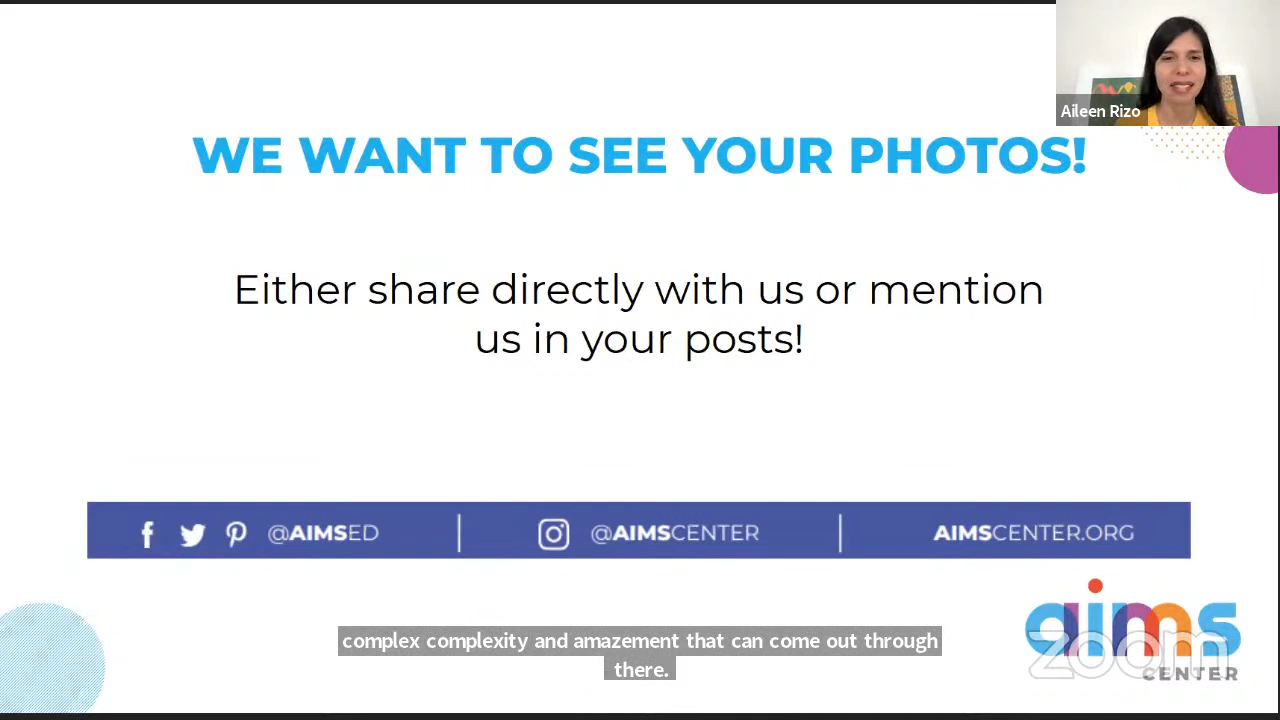 Aileen Rizo
WE WANT TO SEE YOUR PHOTOS!
Either share directly with us or mention
us in your posts!
@AIMSED
@AIMSCENTER
AIMSCENTER.ORG
aims
zoom
CENTER
complex complexity and amazement that can come out through
there.